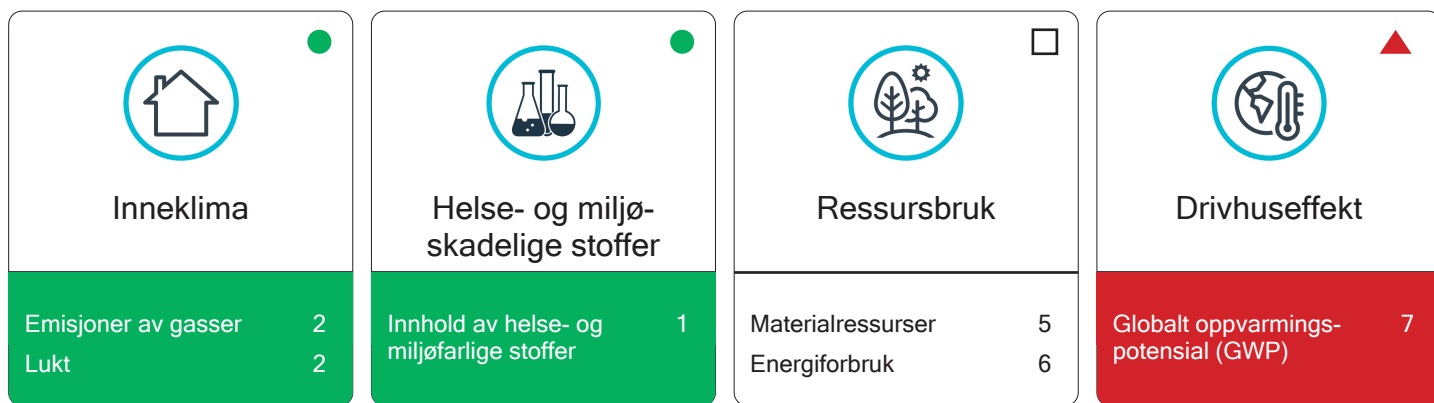 Inneklima
Emisjoner av gasser 2
Lukt 2
Helse- og miljø-
skadelige stoffer
Innhold av helse- og 1
miljøfarlige stoffer
Ressursbruk
Materialressurser 5
Energiforbruk 6
Drivhuseffekt
Globalt oppvarmings- 7
potensial (GWP)